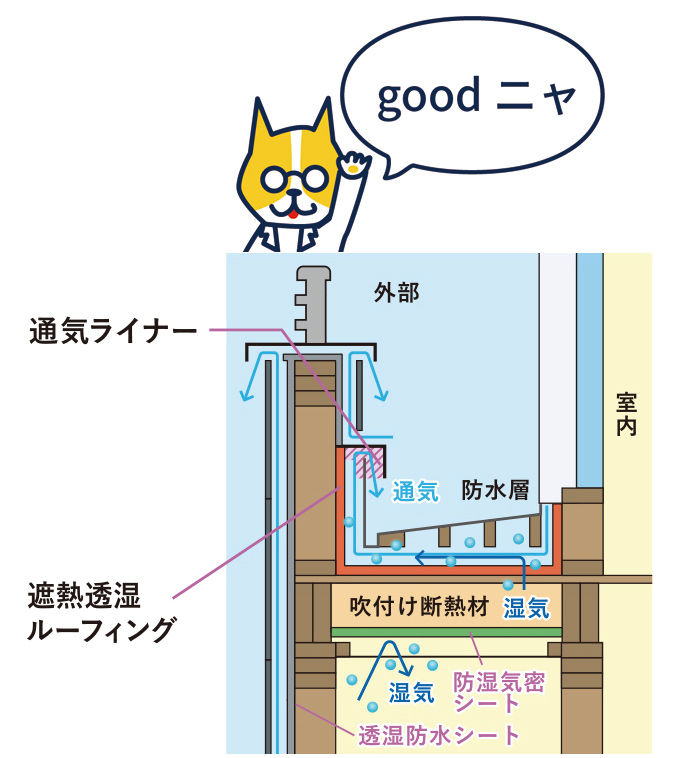 good ニャ
外部
通気ライナー
室内
通気
防水層
遮熱透湿
ルーフィング
吹付け断熱材
湿気
湿気
防湿気密
シート
透湿防水シート